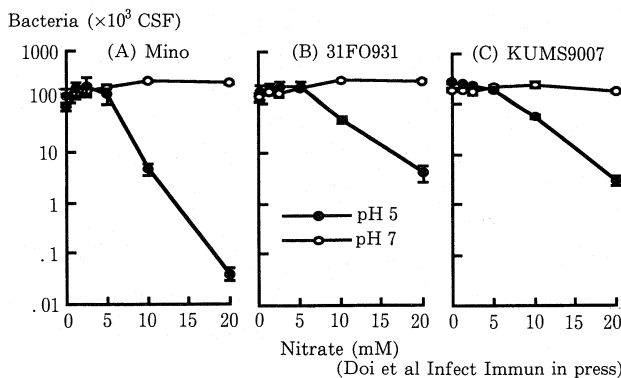 Bacteria (×10³ CSF)
(A) Mino (B) 31FO931 (C) KUMS9007
1000
100
10
1
.1
.01
pH 5
pH 7
0 5 10 15 20 0 5 10 15 20 0 5 10 15 20
Nitrate (mM)
(Doi et al Infect Immun in press)